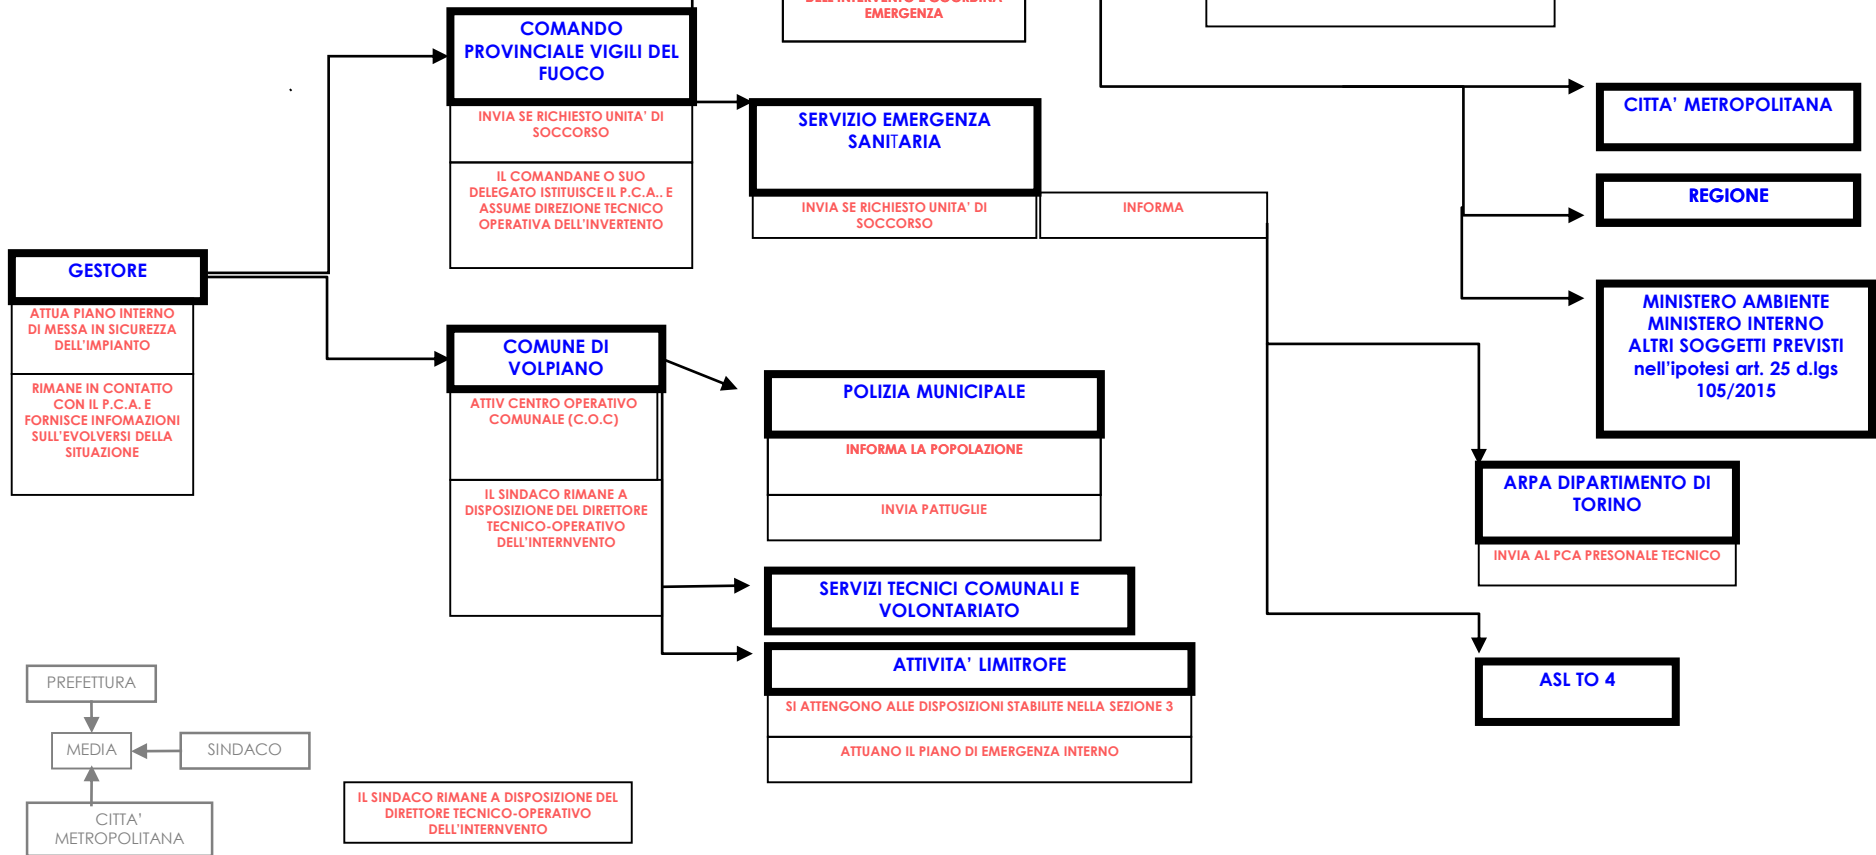 DELL'INTERVENTO E COORDINA
EMERGENZA
COMANDO
PROVINCIALE VIGILI DEL
FUOCO
INVIA SE RICHIESTO UNITA' DI
SOCCORSO
IL COMANDANE O SUO
DELEGATO ISTITUISCE IL P.C.A.. E
ASSUME DIREZIONE TECNICO
OPERATIVA DELL'INVERTENTO
SERVIZIO EMERGENZA
SANITARIA
INVIA SE RICHIESTO UNITA' DI
SOCCORSO
INFORMA
CITTA' METROPOLITANA
REGIONE
MINISTERO AMBIENTE
MINISTERO INTERNO
ALTRI SOGGETTI PREVISTI
nell'ipotesi art. 25 d.lgs
105/2015
GESTORE
ATTUA PIANO INTERNO
DI MESSA IN SICUREZZA
DELL'IMPIANTO
RIMANE IN CONTATTO
CON IL P.C.A. E
FORNISCE INFOMAZIONI
SULL'EVOLVERSI DELLA
SITUAZIONE
COMUNE DI
VOLPIANO
ATTIV CENTRO OPERATIVO
COMUNALE (C.O.C)
IL SINDACO RIMANE A
DISPOSIZIONE DEL DIRETTORE
TECNICO-OPERATIVO
DELL'INTERNVENTO
POLIZIA MUNICIPALE
INFORMA LA POPOLAZIONE
INVIA PATTUGLIE
SERVIZI TECNICI COMUNALI E
VOLONTARIATO
ATTIVITA' LIMITROFE
SI ATTENGONO ALLE DISPOSIZIONI STABILITE NELLA SEZIONE 3
ATTUANO IL PIANO DI EMERGENZA INTERNO
ARPA DIPARTIMENTO DI
TORINO
INVIA AL PCA PRESONALE TECNICO
ASL TO 4
PREFETTURA
MEDIA
SINDACO
CITTA'
METROPOLITANA
IL SINDACO RIMANE A DISPOSIZIONE DEL
DIRETTORE TECNICO-OPERATIVO
DELL'INTERNVENTO